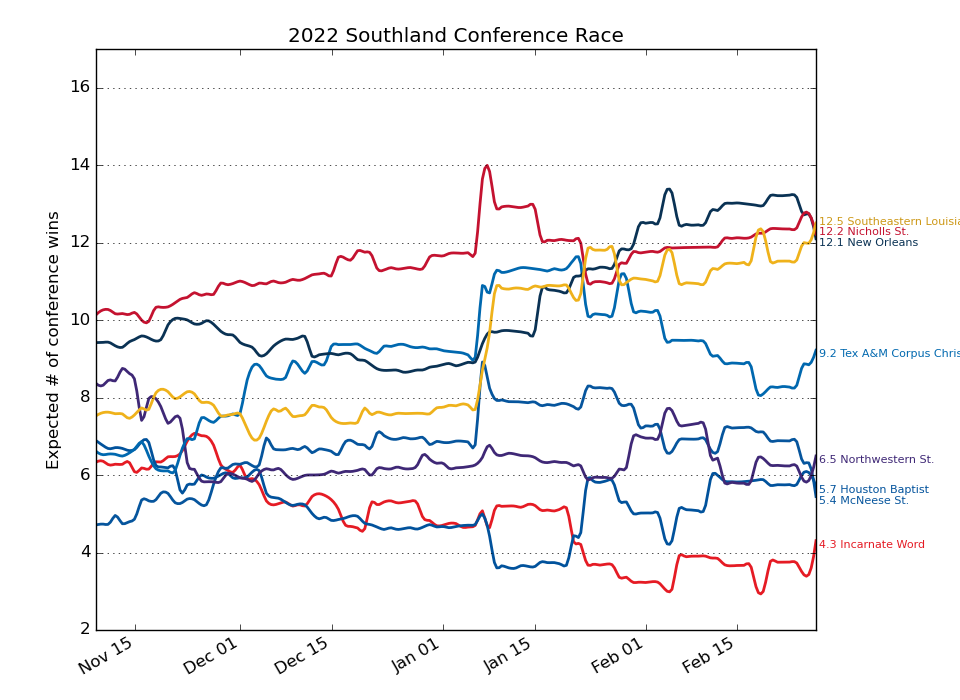 2022 Southland Conference Race
Expected # of conference wins
16
14
12
10
8
6
4
2
Nov 15
Dec 01
Dec 15
Jan 01
Jan 15
Feb 01
Feb 15
12.5 Southeastern Louisia
12.2 Nicholls St.
12.1 New Orleans
9.2 Tex A&M Corpus Chris
6.5 Northwestern St.
5.7 Houston Baptist
5.4 McNeese St.
4.3 Incarnate Word